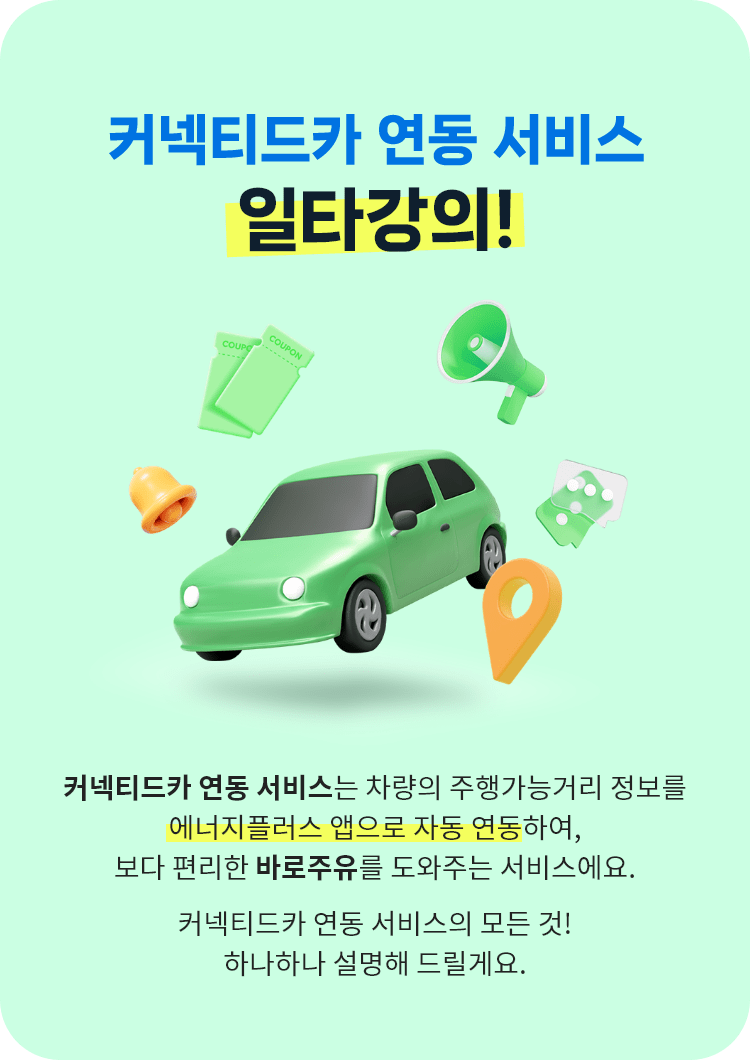 커넥티드카 연동 서비스
일타강의!
COUPON
COUPON
커넥티드카 연동 서비스는 차량의 주행가능거리 정보를
에너지플러스 앱으로 자동 연동하여,
보다 편리한 바로주유를 도와주는 서비스에요.
커넥티드카 연동 서비스의 모든 것!
하나하나 설명해 드릴게요.